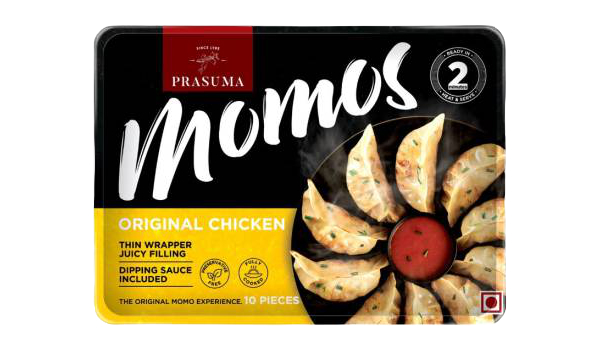 SINCE 1985
PRASUMA
Momos
READY IN
2
MINUTES
HEAT & SERVE
ORIGINAL CHICKEN
THIN WRAPPER
JUICY FILLING
DIPPING SAUCE
INCLUDED
PRESERVATIVE
FREE
FULLY
COOKED
THE ORIGINAL MOMO EXPERIENCE. 10 PIECES